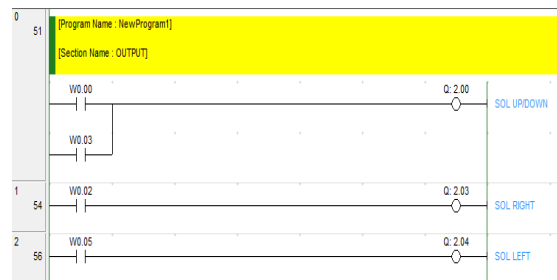 0
51
[Program Name : NewProgram1]
[Section Name : OUTPUT]
W0.00
Q: 2.00
SOL UP/DOWN
W0.03
1
54
W0.02
Q: 2.03
SOL RIGHT
2
56
W0.05
Q: 2.04
SOL LEFT